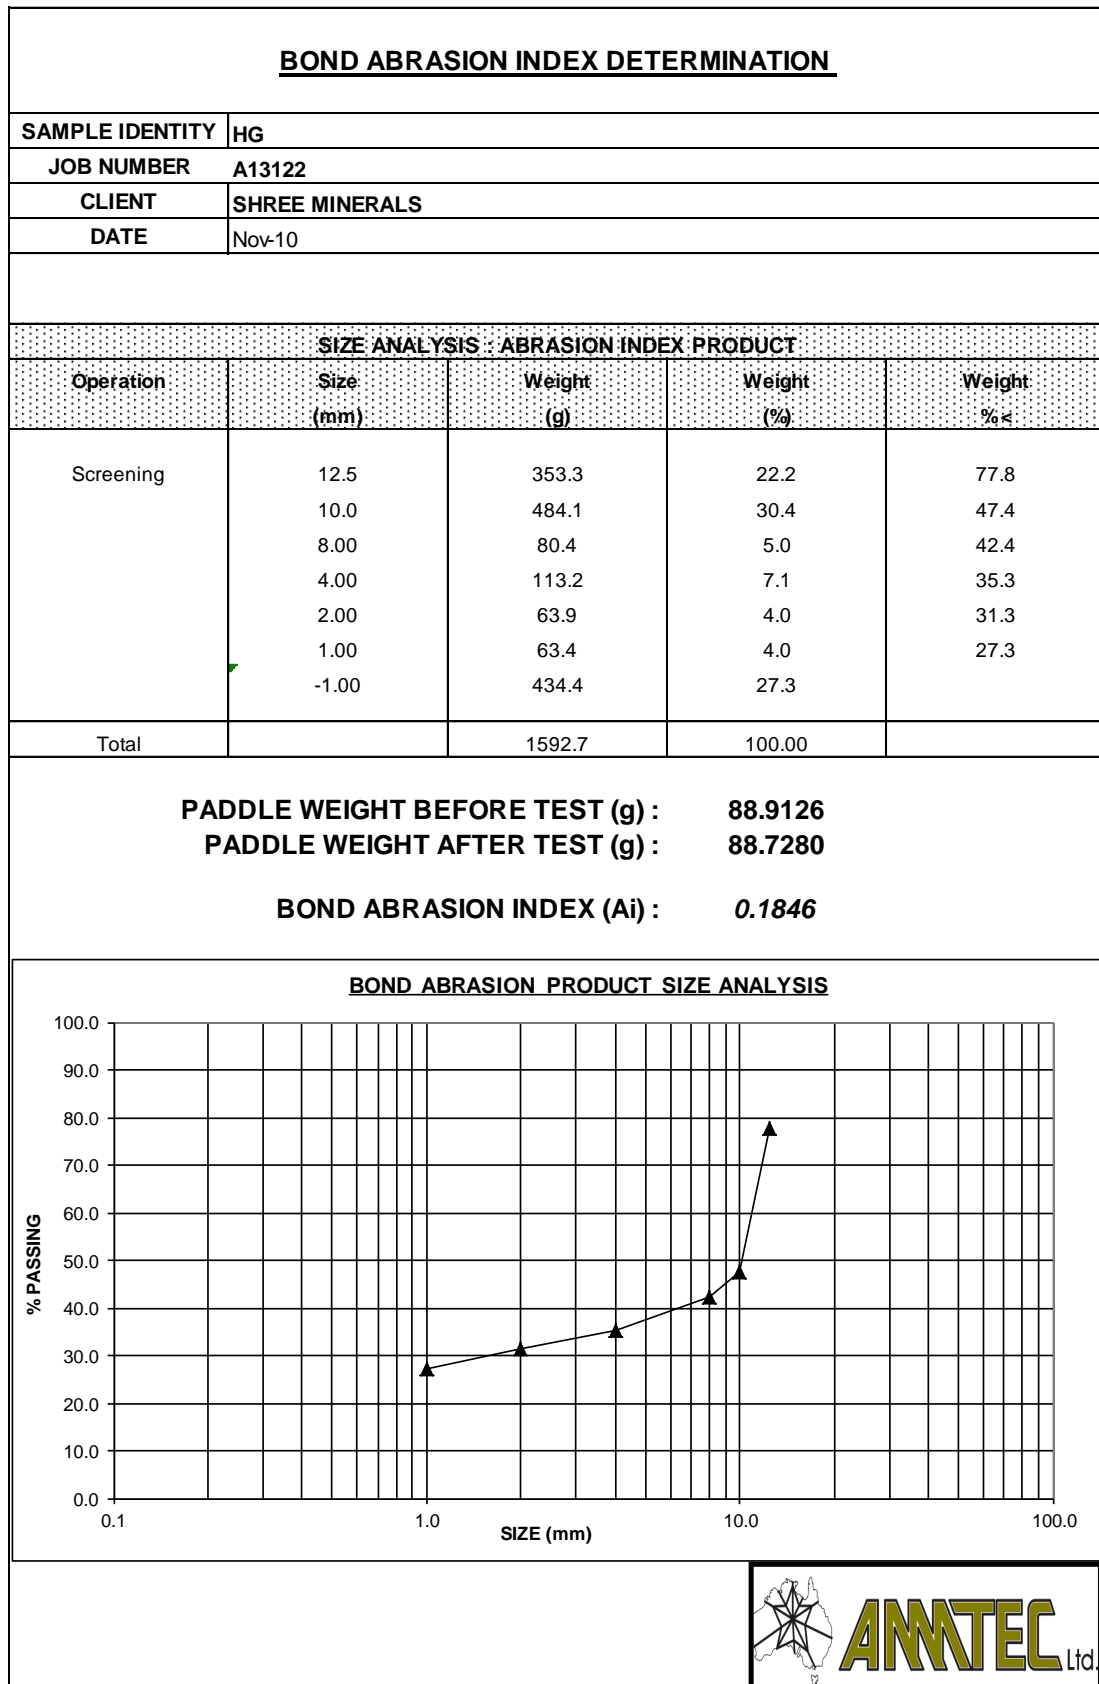 BOND ABRASION INDEX DETERMINATION
SAMPLE IDENTITY HG
JOB NUMBER A13122
CLIENT SHREE MINERALS
DATE Nov-10
SIZE ANALYSIS : ABRASION INDEX PRODUCT
Operation Size Weight Weight Weight
(mm) (g) (%) % <
Screening 12.5 353.3 22.2 77.8
10.0 484.1 30.4 47.4
8.00 80.4 5.0 42.4
4.00 113.2 7.1 35.3
2.00 63.9 4.0 31.3
1.00 63.4 4.0 27.3
-1.00 434.4 27.3
Total 1592.7 100.00
PADDLE WEIGHT BEFORE TEST (g) : 88.9126
PADDLE WEIGHT AFTER TEST (g) : 88.7280
BOND ABRASION INDEX (Ai) : 0.1846
BOND ABRASION PRODUCT SIZE ANALYSIS
100.0
90.0
80.0
70.0
60.0
50.0
40.0
30.0
20.0
10.0
0.0
% PASSING
0.1 1.0 10.0 100.0
SIZE (mm)
AMMTEC Ltd.